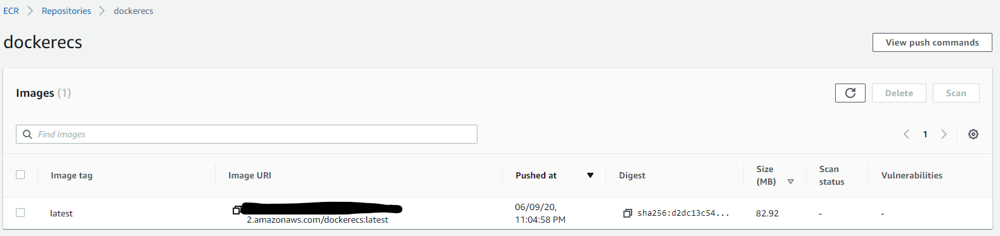 ECR > Repositories > dockerecs
dockerecs
View push commands
Images (1)
Delete Scan
Find images
1
Image tag Image URI Pushed at Digest Size (MB) Scan status Vulnerabilities
latest 2.amazonaws.com/dockerecs:latest 06/09/20, 11:04:58 PM sha256:d2dc13c54... 82.92 - -